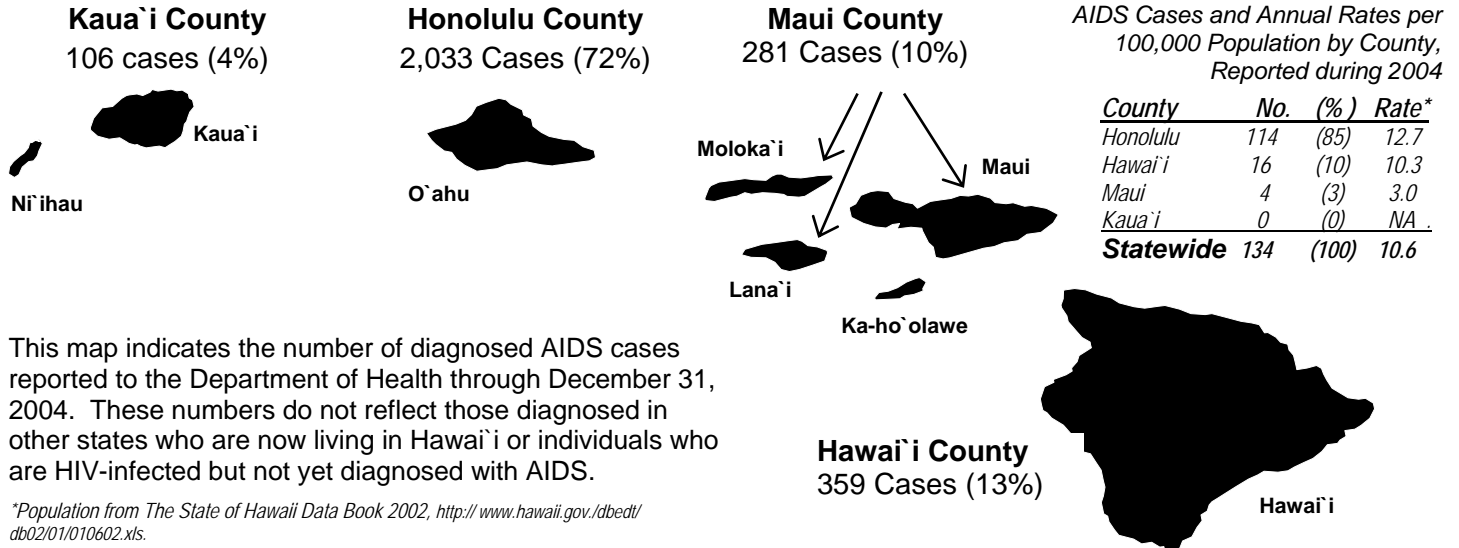 Kaua`i County
106 cases (4%)
Honolulu County
2,033 Cases (72%)
Maui County
281 Cases (10%)
AIDS Cases and Annual Rates per
100,000 Population by County,
Reported during 2004
County No. (% ) Rate*
Honolulu 114 (85) 12.7
Hawai`i 16 (10) 10.3
Maui 4 (3) 3.0
Kaua`i 0 (0) NA .
Statewide 134 (100) 10.6
Kaua`i
Ni`ihau
O`ahu
Moloka`i
Maui
Lana`i
Ka-ho`olawe
This map indicates the number of diagnosed AIDS cases
reported to the Department of Health through December 31,
2004. These numbers do not reflect those diagnosed in
other states who are now living in Hawai`i or individuals who
are HIV-infected but not yet diagnosed with AIDS.
Hawai`i County
359 Cases (13%)
Hawai`i
*Population from The State of Hawaii Data Book 2002, http:// www.hawaii.gov./dbedt/
db02/01/010602.xls.